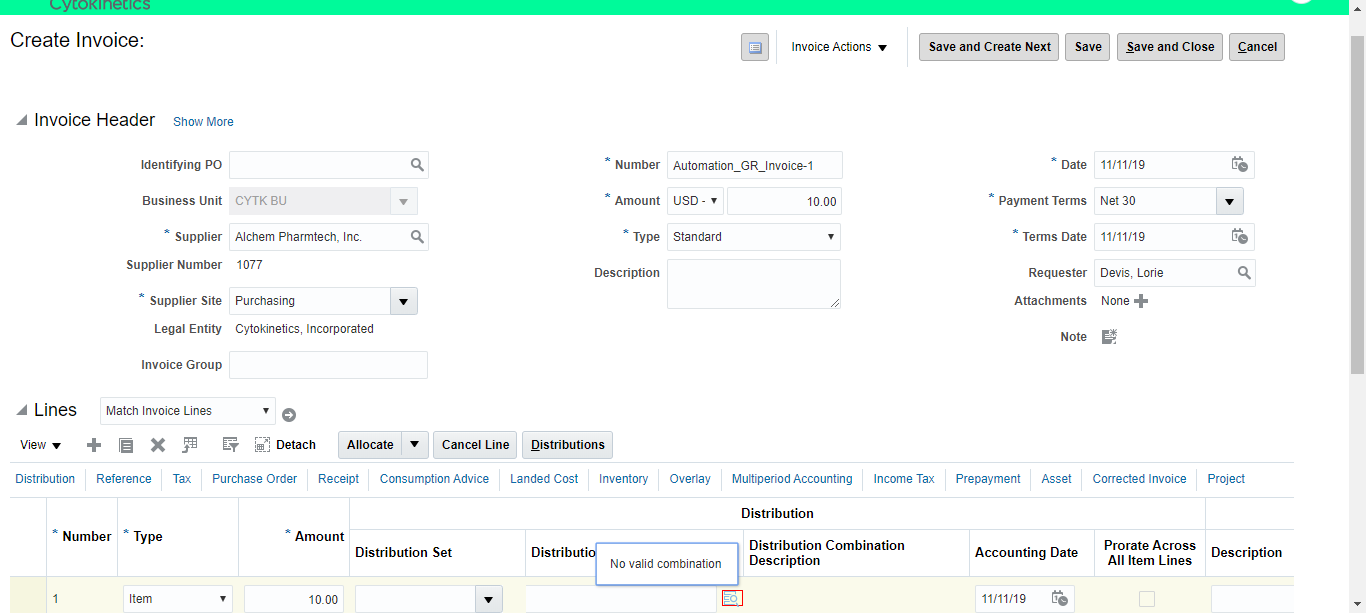 Cytokinetics
Create Invoice:
Invoice Actions
Save and Create Next
Save
Save and Close
Cancel
Invoice Header
Show More
Identifying PO
Business Unit CYTK BU
* Supplier Alchem Pharmtech, Inc.
Supplier Number 1077
* Supplier Site Purchasing
Legal Entity Cytokinetics, Incorporated
Invoice Group
* Number Automation_GR_Invoice-1
* Amount USD - 10.00
* Type Standard
Description
* Date 11/11/19
* Payment Terms Net 30
* Terms Date 11/11/19
Requester Devis, Lorie
Attachments None
Note
Lines Match Invoice Lines
View Detach Allocate Cancel Line Distributions
Distribution Reference Tax Purchase Order Receipt Consumption Advice Landed Cost Inventory Overlay Multiperiod Accounting Income Tax Prepayment Asset Corrected Invoice Project
Distribution
* Number
* Type
* Amount
Distribution Set
No valid combination
Distribution Combination
Description
Accounting Date
Prorate Across
All Item Lines
Description
1 Item 10.00 11/11/19